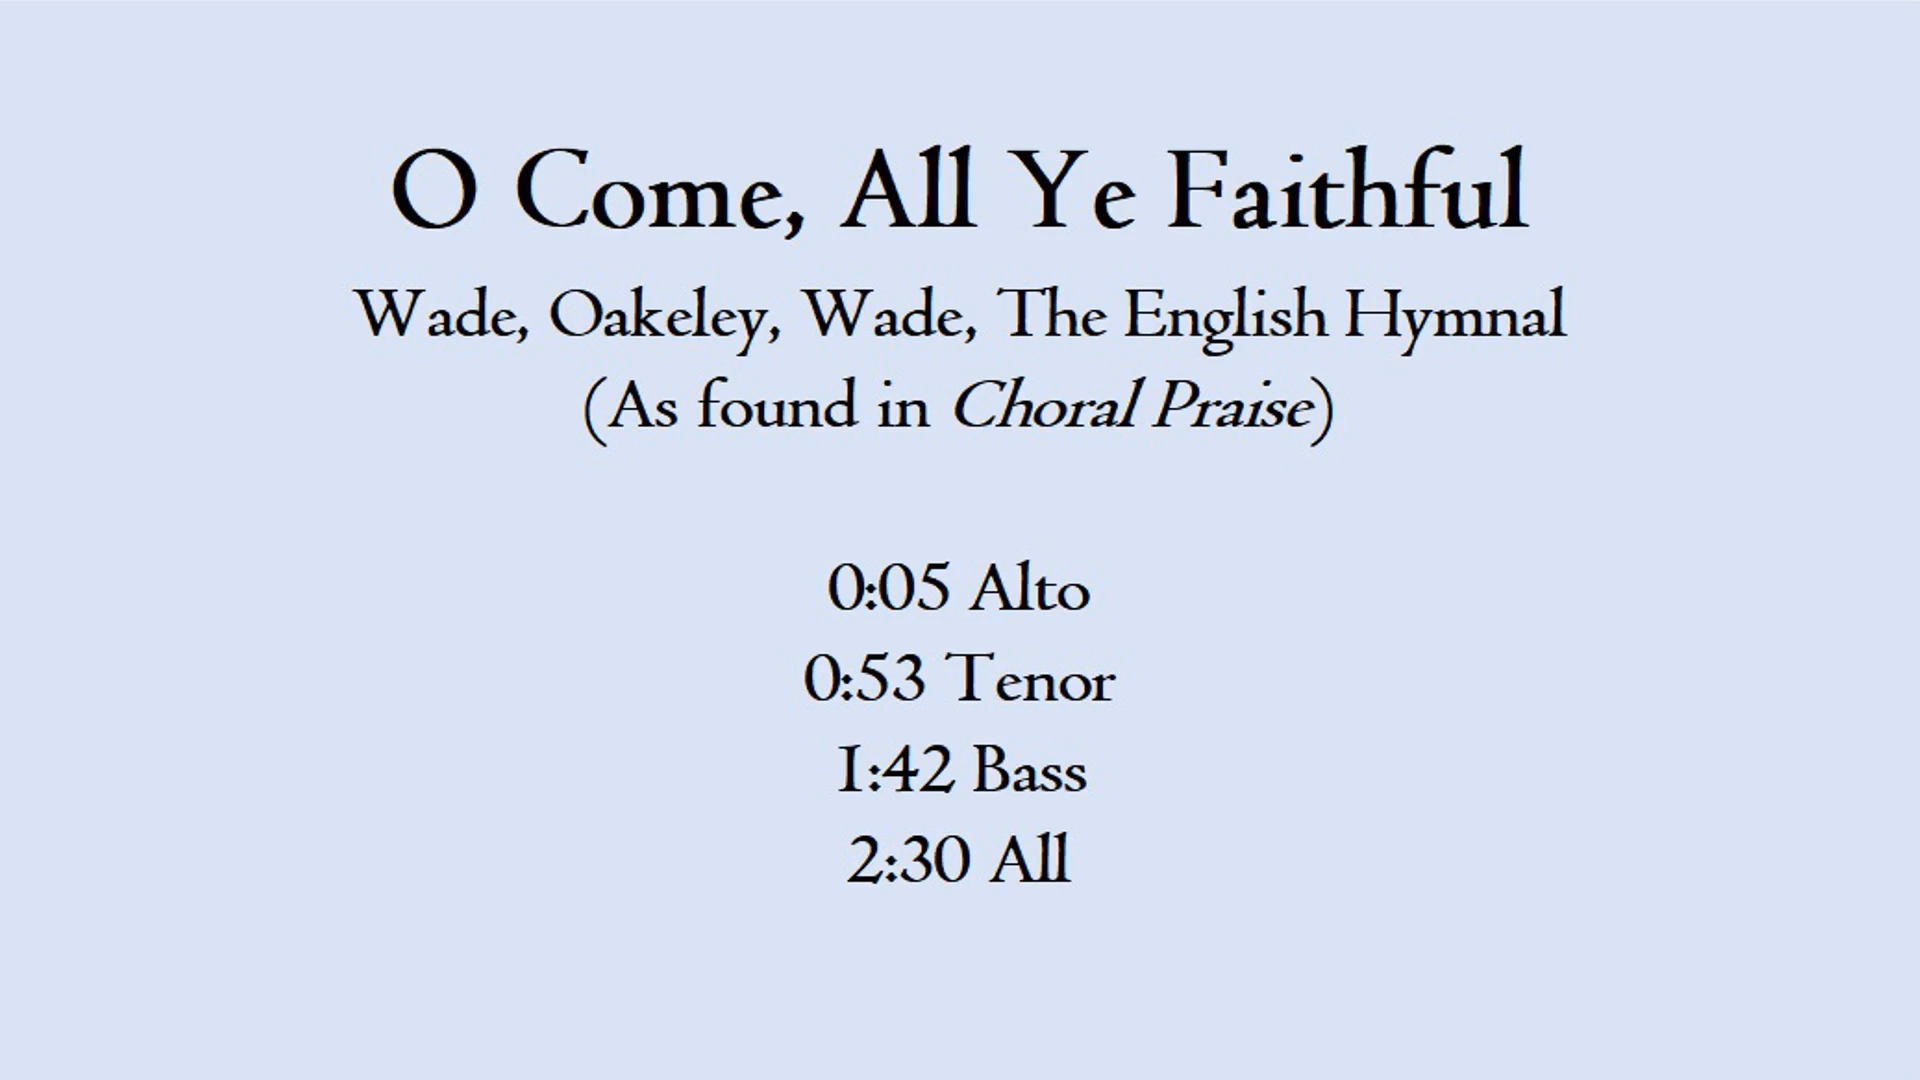 O Come, All Ye Faithful
Wade, Oakeley, Wade, The English Hymnal
(As found in Choral Praise)
0:05 Alto
0:53 Tenor
1:42 Bass
2:30 All